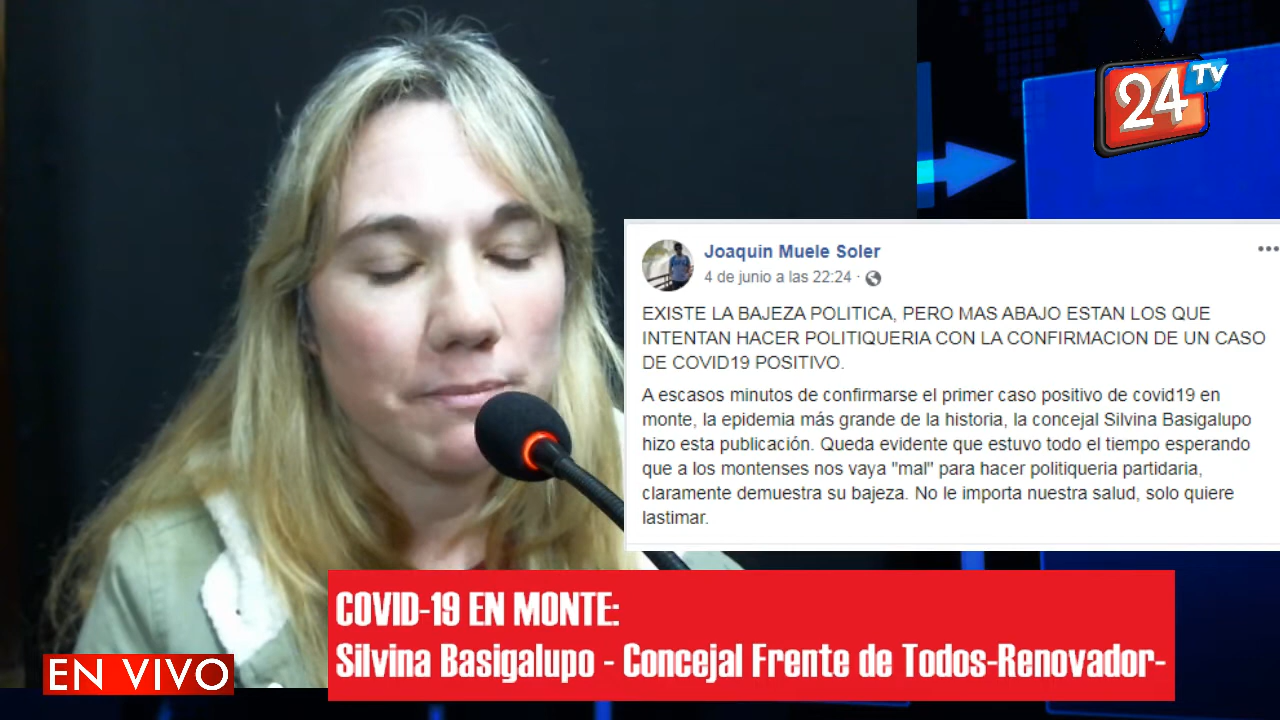 24 TV
Joaquin Muele Soler
4 de junio a las 22:24 ·
EXISTE LA BAJEZA POLITICA, PERO MAS ABAJO ESTAN LOS QUE
INTENTAN HACER POLITIQUERIA CON LA CONFIRMACION DE UN CASO
DE COVID19 POSITIVO.
A escasos minutos de confirmarse el primer caso positivo de covid19 en
monte, la epidemia más grande de la historia, la concejal Silvina Basigalupo
hizo esta publicación. Queda evidente que estuvo todo el tiempo esperando
que a los montenses nos vaya "mal" para hacer politiqueria partidaria,
claramente demuestra su bajeza. No le importa nuestra salud, solo quiere
lastimar.
COVID-19 EN MONTE:
Silvina Basigalupo - Concejal Frente de Todos-Renovador-
EN VIVO